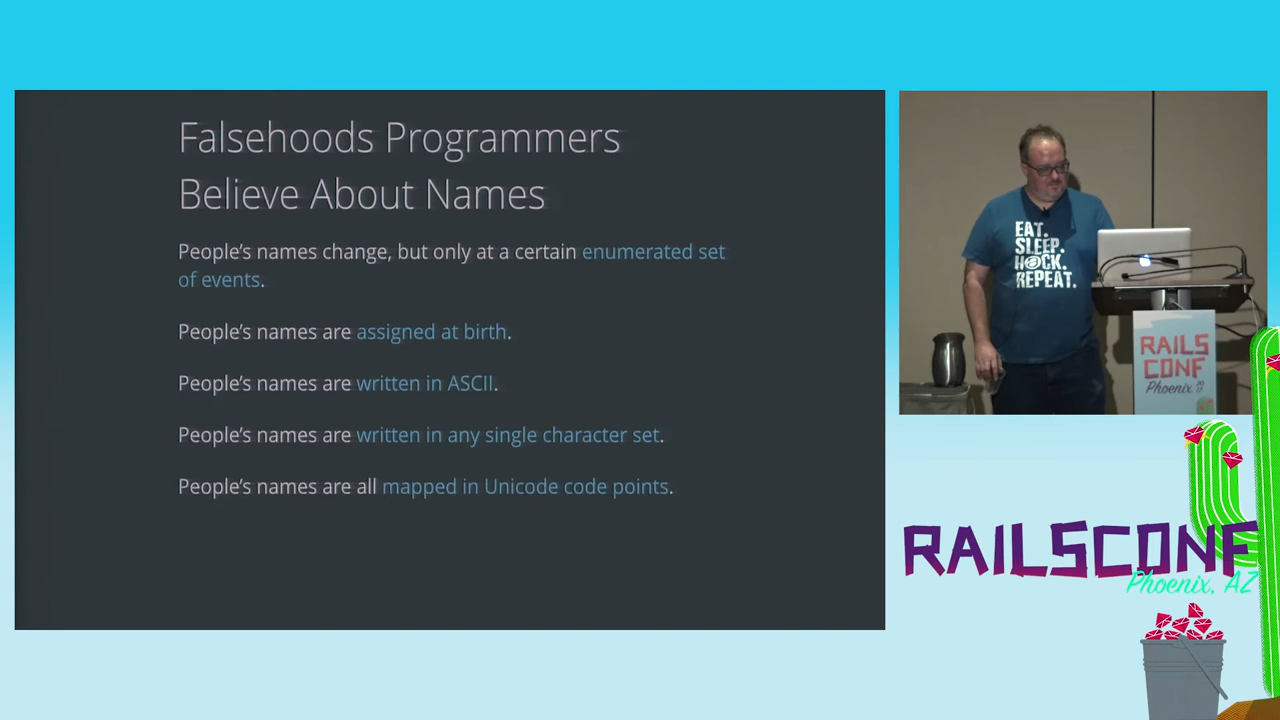 Falsehoods Programmers
Believe About Names
People's names change, but only at a certain enumerated set
of events.
People's names are assigned at birth.
People's names are written in ASCII.
People's names are written in any single character set.
People's names are all mapped in Unicode code points.
EAT.
SLEEP.
HOCK.
REPEAT.
RAILS
CONF
Phoenix 2017
RAILSCONF
Phoenix, AZ